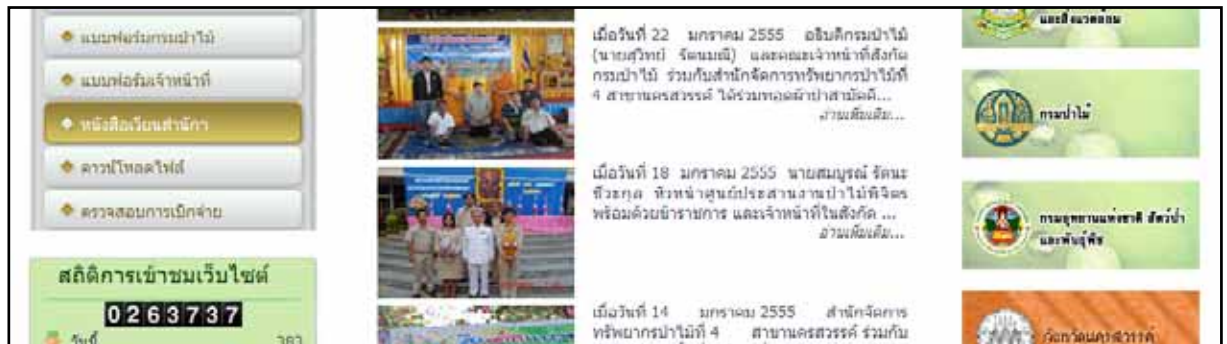 แบบฟอร์มกรมป่าไม้
แบบฟอร์มเจ้าหน้าที่
หนังสือเวียนสำนักฯ
ดาวน์โหลดไฟล์
ตรวจสอบการเบิกจ่าย
สถิติการเข้าชมเว็บไซต์
0263737
วันนี้ 383
เมื่อวันที่ 22 มกราคม 2555 อธิบดีกรมป่าไม้
(นายสุวิทย์ รัตนมณี) และคณะเจ้าหน้าที่สังกัด
กรมป่าไม้ ร่วมกับสำนักจัดการทรัพยากรป่าไม้ที่
4 สาขานครสวรรค์ ได้ร่วมทอดผ้าป่าสามัคคี...
อ่านเพิ่มเติม...
เมื่อวันที่ 18 มกราคม 2555 นายสมบูรณ์ รัตนะ
ชีวะกุล หัวหน้าศูนย์ประสานงานป่าไม้พิจิตร
พร้อมด้วยข้าราชการ และเจ้าหน้าที่ในสังกัด ...
อ่านเพิ่มเติม...
เมื่อวันที่ 14 มกราคม 2555 สำนักจัดการ
ทรัพยากรป่าไม้ที่ 4 สาขานครสวรรค์ ร่วมกับ
และสิ่งแวดล้อม
กรมป่าไม้
กรมอุทยานแห่งชาติ สัตว์ป่า
และพันธุ์พืช
จังหวัดนครสวรรค์